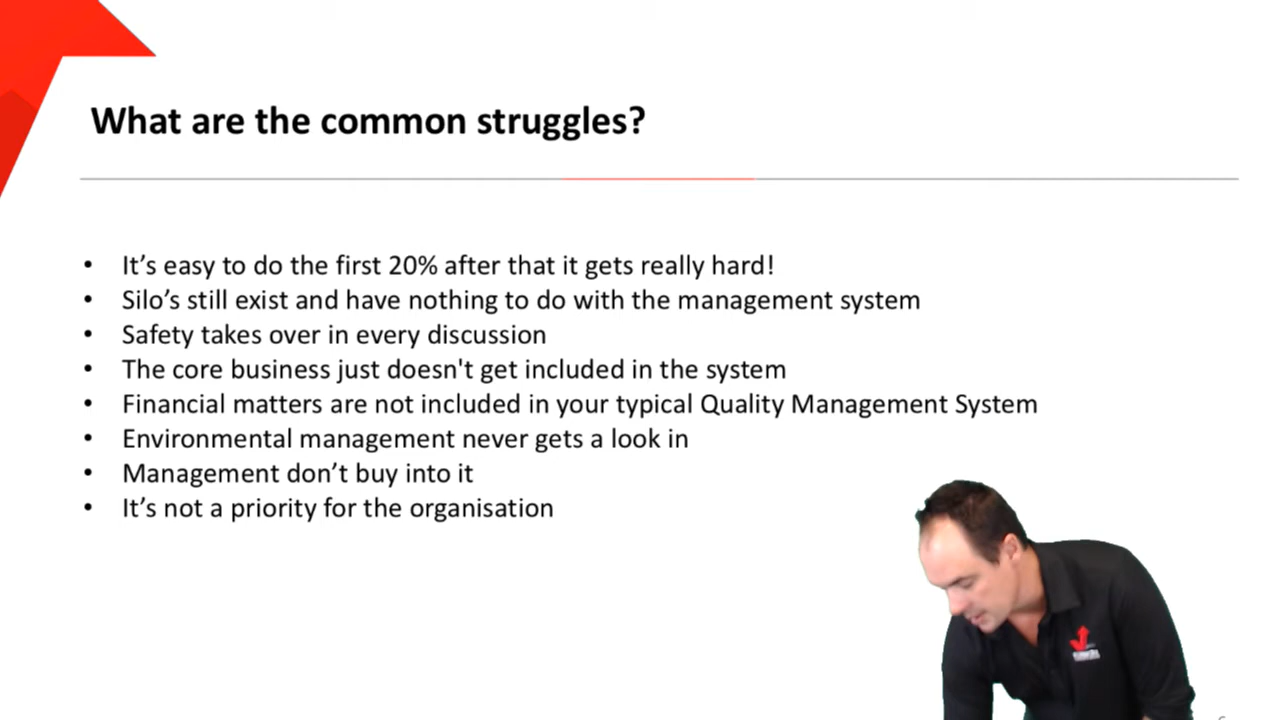 What are the common struggles?
• It’s easy to do the first 20% after that it gets really hard!
• Silo’s still exist and have nothing to do with the management system
• Safety takes over in every discussion
• The core business just doesn't get included in the system
• Financial matters are not included in your typical Quality Management System
• Environmental management never gets a look in
• Management don’t buy into it
• It’s not a priority for the organisation